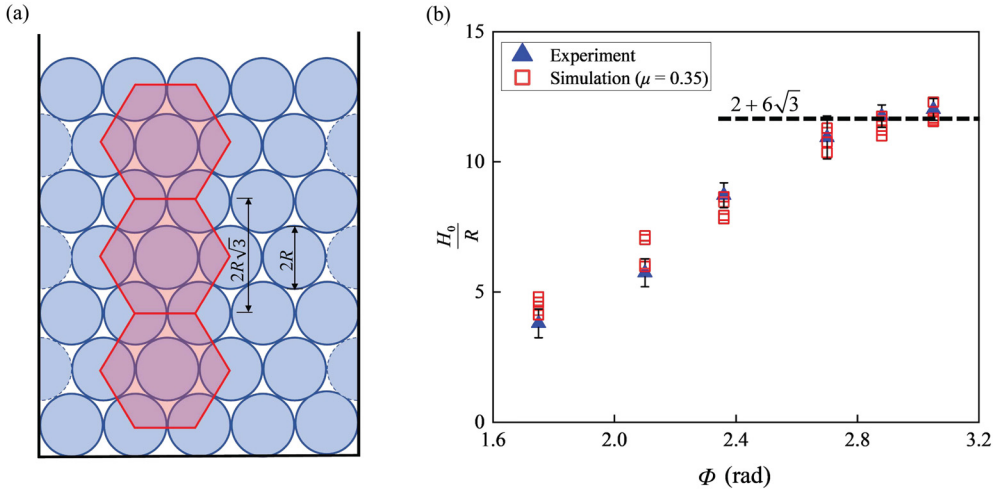 (a)
2R√3
2R
(b)
15
10
5
0
H₀/R
Experiment
Simulation (μ = 0.35)
2 + 6√3
1.6 2.0 2.4 2.8 3.2
Φ (rad)